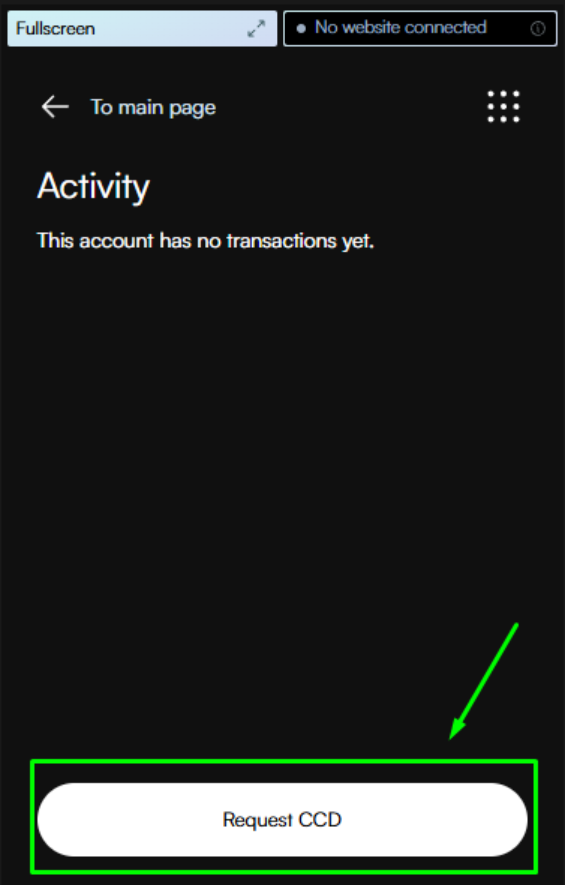 Fullscreen
No website connected
To main page
Activity
This account has no transactions yet.
Request CCD